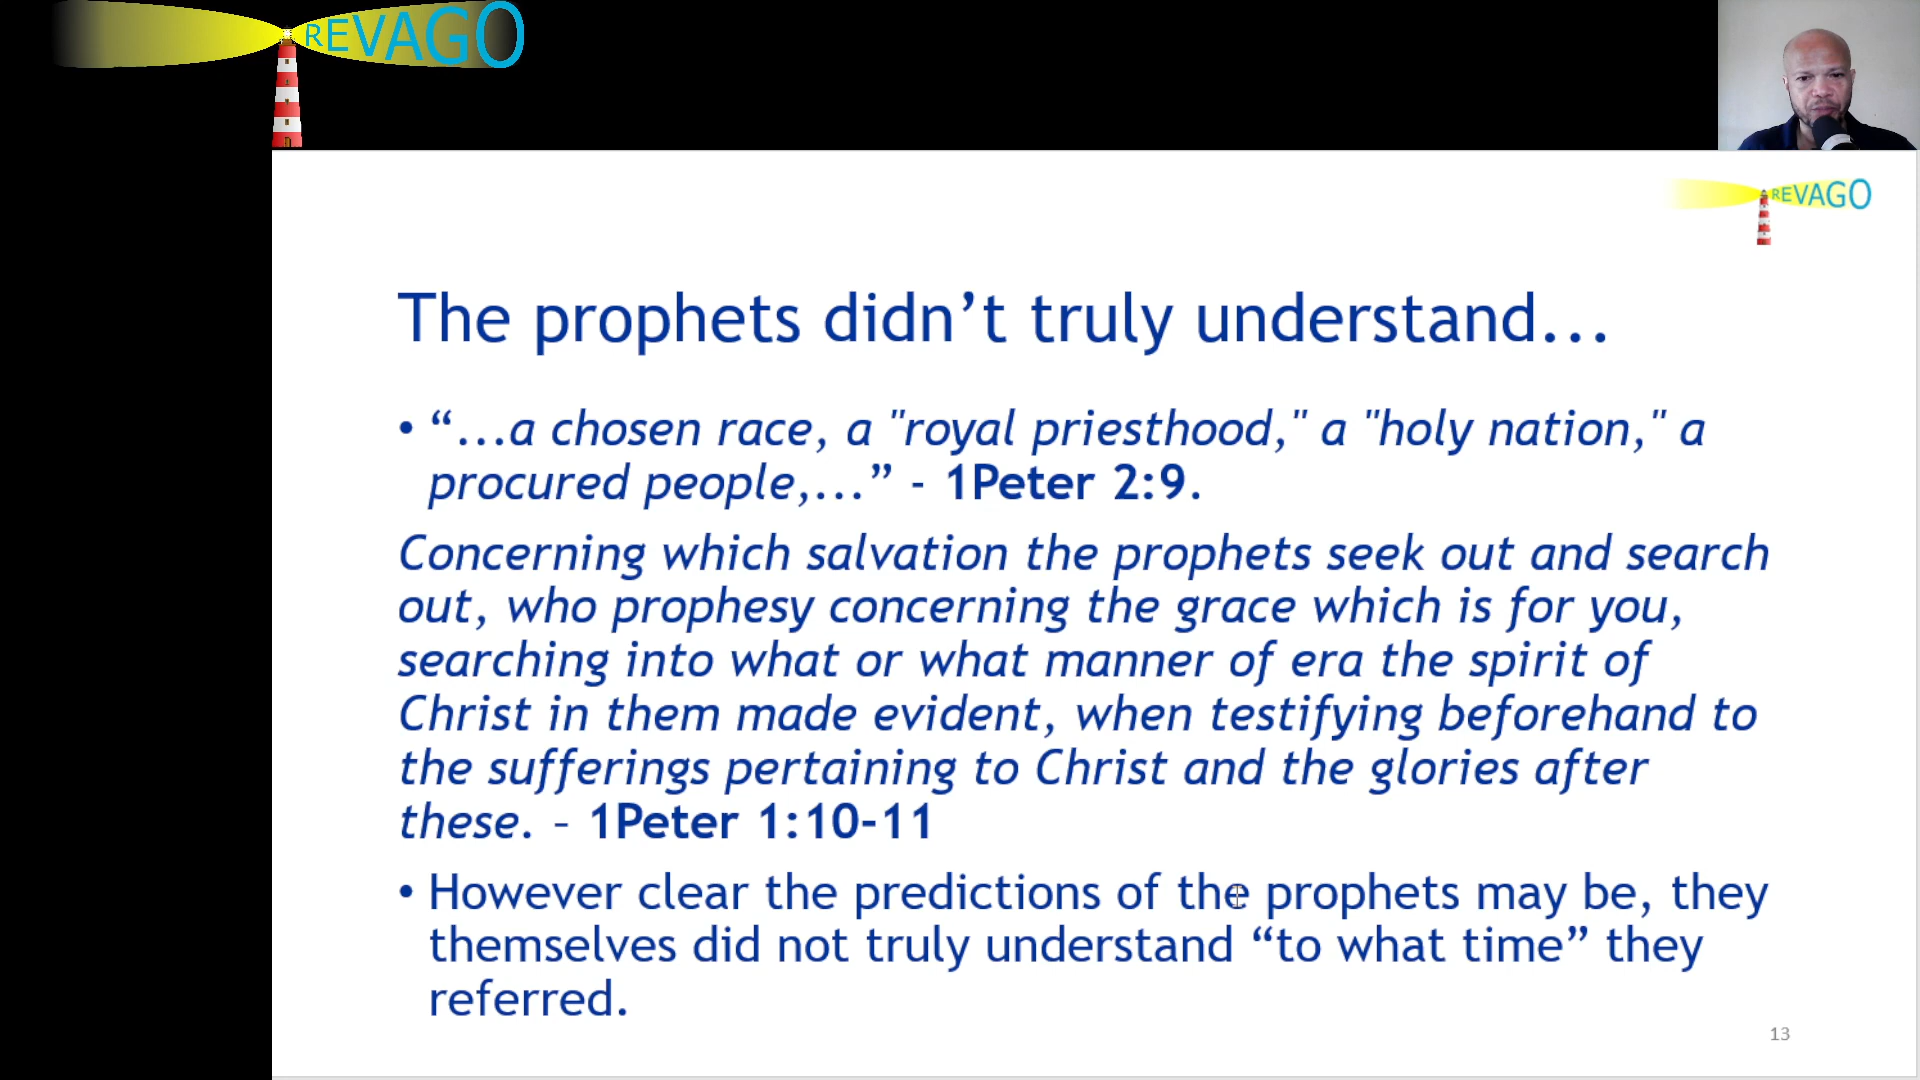 REVAGO
REVAGO
The prophets didn’t truly understand...
• “...a chosen race, a "royal priesthood," a "holy nation," a
procured people,...” - 1Peter 2:9.
Concerning which salvation the prophets seek out and search
out, who prophesy concerning the grace which is for you,
searching into what or what manner of era the spirit of
Christ in them made evident, when testifying beforehand to
the sufferings pertaining to Christ and the glories after
these. – 1Peter 1:10-11
• However clear the predictions of the prophets may be, they
themselves did not truly understand “to what time” they
referred.
13